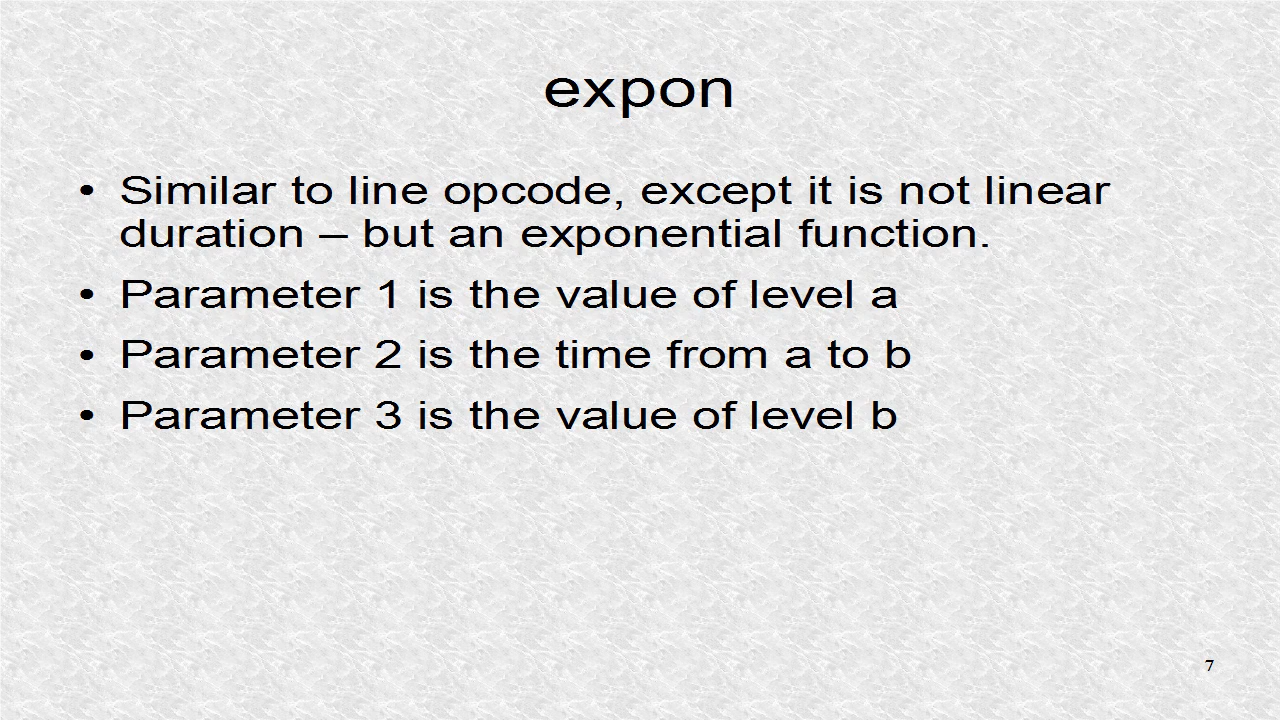 expon
• Similar to line opcode, except it is not linear
duration – but an exponential function.
• Parameter 1 is the value of level a
• Parameter 2 is the time from a to b
• Parameter 3 is the value of level b
7